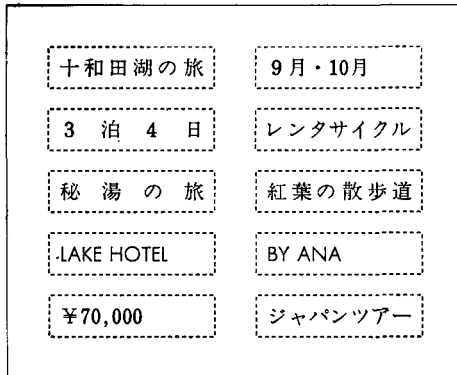 十和田湖の旅
9月・10月
3泊4日
レンタサイクル
秘湯の旅
紅葉の散歩道
LAKE HOTEL
BY ANA
¥70,000
ジャパンツアー